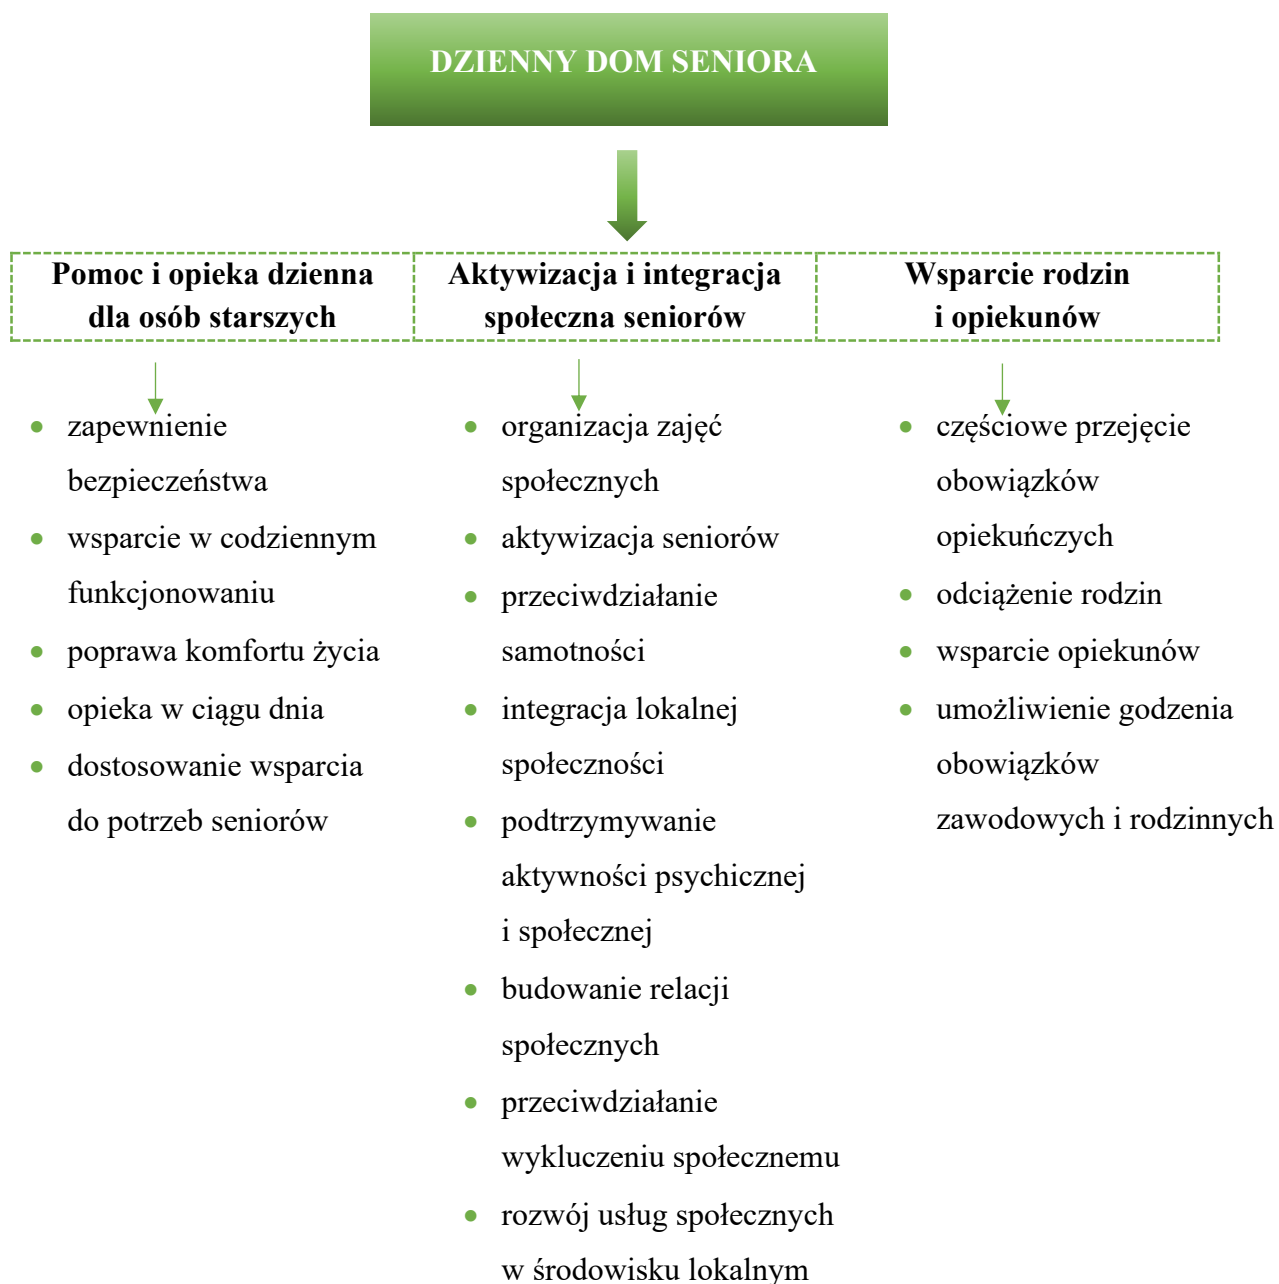 DZIENNY DOM SENIORA
Pomoc i opieka dzienna
dla osób starszych
Aktywizacja i integracja
społeczna seniorów
Wsparcie rodzin
i opiekunów
zapewnienie
bezpieczeństwa
wsparcie w codziennym
funkcjonowaniu
poprawa komfortu życia
opieka w ciągu dnia
dostosowanie wsparcia
do potrzeb seniorów
organizacja zajęć
społecznych
aktywizacja seniorów
przeciwdziałanie
samotności
integracja lokalnej
społeczności
podtrzymywanie
aktywności psychicznej
i społecznej
budowanie relacji
społecznych
przeciwdziałanie
wykluczeniu społecznemu
rozwój usług społecznych
w środowisku lokalnym
częściowe przejęcie
obowiązków
opiekuńczych
odciążenie rodzin
wsparcie opiekunów
umożliwienie godzenia
obowiązków
zawodowych i rodzinnych